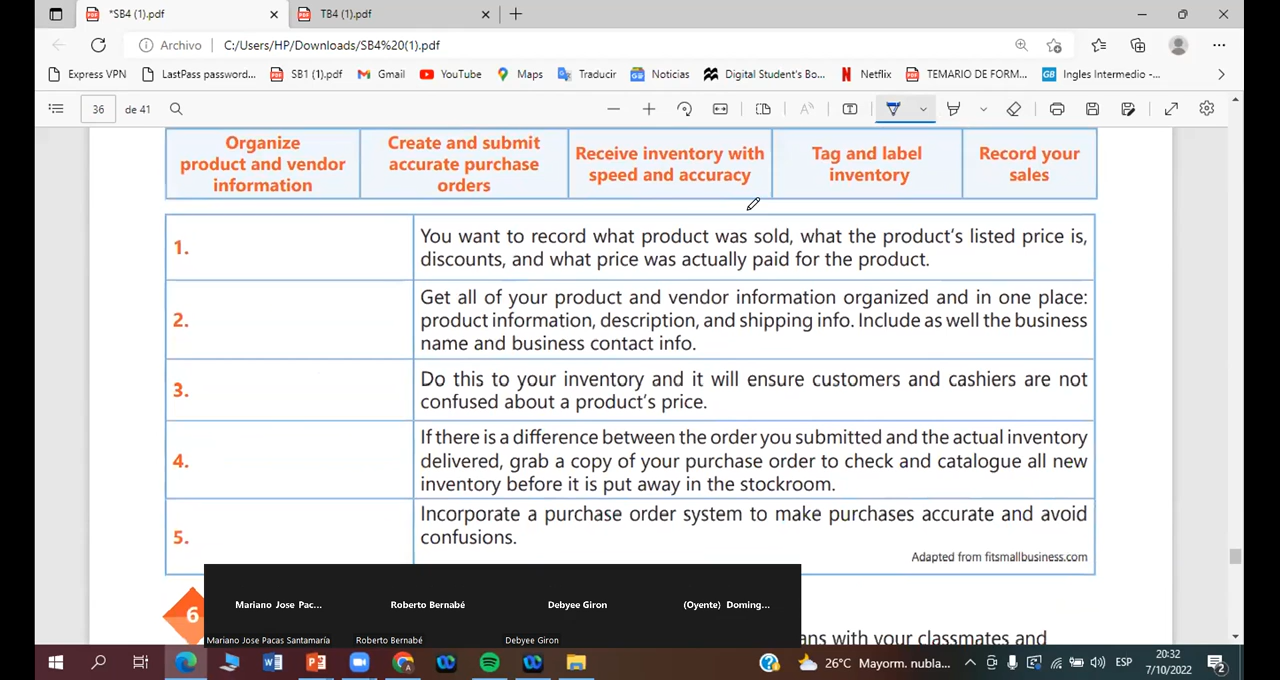 *SB4 (1).pdf
TB4 (1).pdf
Archivo
C:/Users/HP/Downloads/SB4%20(1).pdf
Express VPN
LastPass password...
SB1 (1).pdf
Gmail
YouTube
Maps
Traducir
Noticias
Digital Student's Bo...
Netflix
TEMARIO DE FORM...
Ingles Intermedio -...
36
de 41
Organize
product and vendor
information
Create and submit
accurate purchase
orders
Receive inventory with
speed and accuracy
Tag and label
inventory
Record your
sales
1.
You want to record what product was sold, what the product's listed price is,
discounts, and what price was actually paid for the product.
2.
Get all of your product and vendor information organized and in one place:
product information, description, and shipping info. Include as well the business
name and business contact info.
3.
Do this to your inventory and it will ensure customers and cashiers are not
confused about a product's price.
4.
If there is a difference between the order you submitted and the actual inventory
delivered, grab a copy of your purchase order to check and catalogue all new
inventory before it is put away in the stockroom.
5.
Incorporate a purchase order system to make purchases accurate and avoid
confusions.
Adapted from fitsmallbusiness.com
6
Mariano Jose Pac...
Roberto Bernabé
Debyee Giron
(Oyente) Doming...
Mariano Jose Pacas Santamaría
Roberto Bernabé
Debyee Giron
ans with your classmates and
26°C Mayorm. nubla...
ESP
20:32
7/10/2022
2